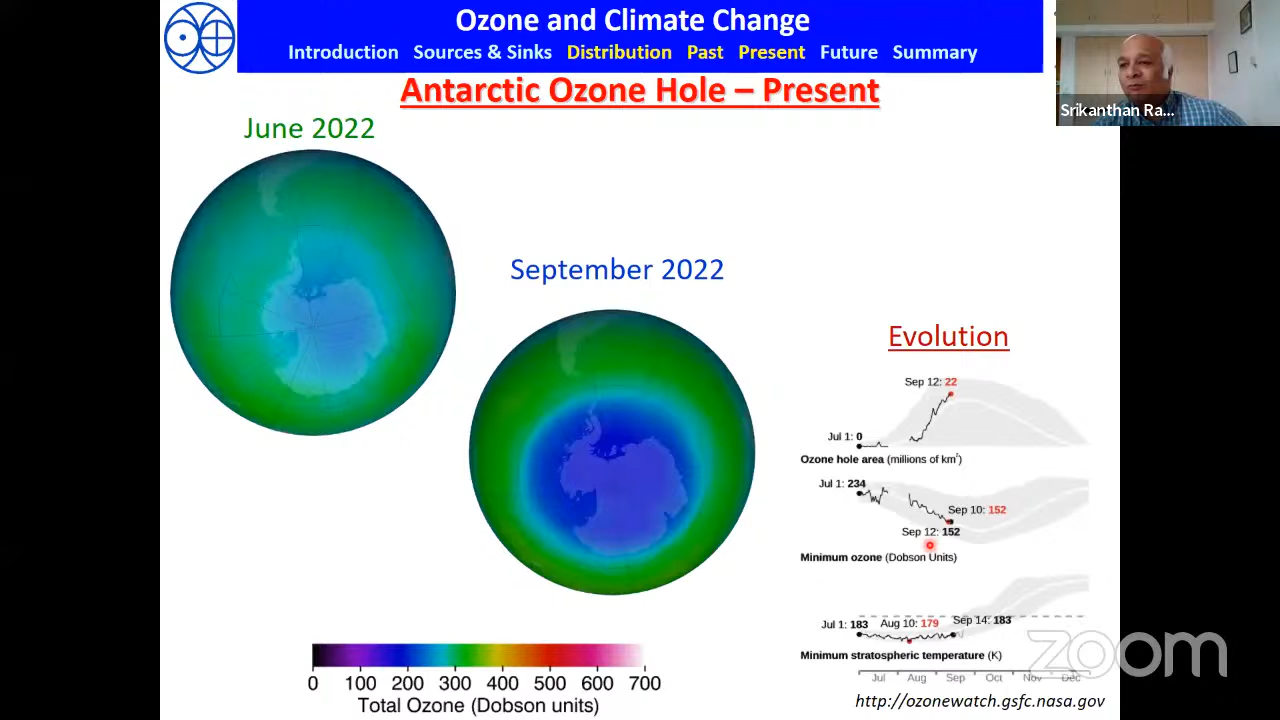 Ozone and Climate Change
Introduction Sources & Sinks Distribution Past Present Future Summary
Antarctic Ozone Hole – Present
Srikanthan Ra...
June 2022
September 2022
Evolution
Sep 12: 22
Jul 1: 0
Ozone hole area (millions of km²)
Jul 1: 234
Sep 10: 152
Sep 12: 152
Minimum ozone (Dobson Units)
Jul 1: 183 Aug 10: 179 Sep 14: 183
Minimum stratospheric temperature (K)
Jul Aug Sep Oct Nov Dec
zoom
0 100 200 300 400 500 600 700
Total Ozone (Dobson units)
http://ozonewatch.gsfc.nasa.gov